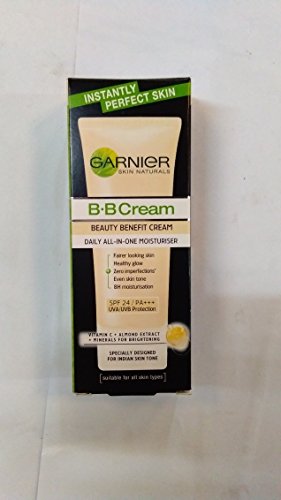 INSTANTLY
PERFECT SKIN
GARNIER
SKIN NATURALS
B·BCream
BEAUTY BENEFIT CREAM
DAILY ALL-IN-ONE MOISTURISER
Fairer looking skin
Healthy glow
Zero imperfections*
Even skin tone
8H moisturisation
SPF 24 / PA+++
UVA-UVB Protection
VITAMIN C + ALMOND EXTRACT
+ MINERALS FOR BRIGHTENING
SPECIALLY DESIGNED
FOR INDIAN SKIN TONE
[suitable for all skin types]